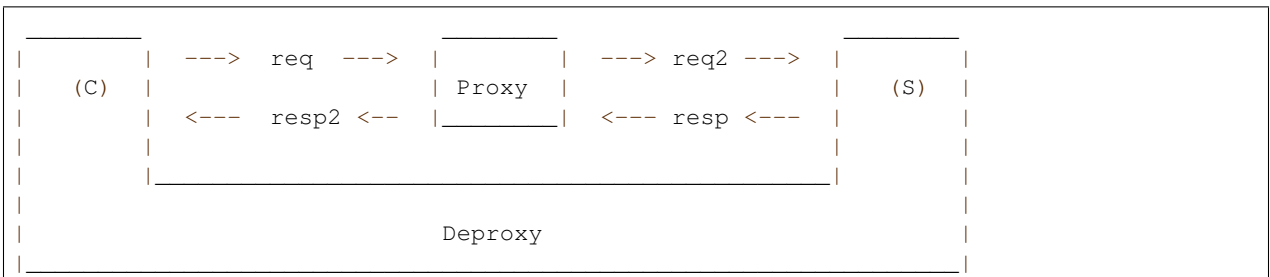 ---> req ---> ---> req2 --->
(C) Proxy (S)
<--- resp2 <-- <--- resp <---
Deproxy